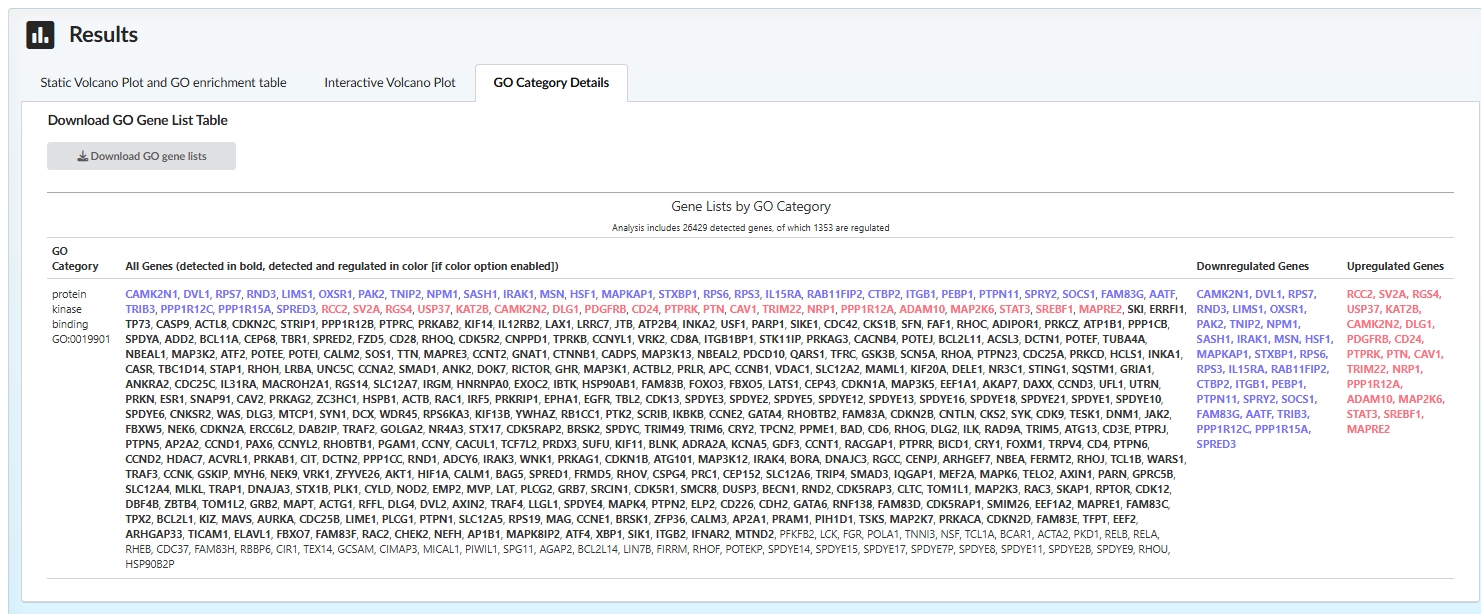 Results
Static Volcano Plot and GO enrichment table
Interactive Volcano Plot
GO Category Details
Download GO Gene List Table
Download GO gene lists
Gene Lists by GO Category
Analysis includes 26429 detected genes, of which 1353 are regulated
GO
Category
All Genes (detected in bold, detected and regulated in color [if color option enabled])
Downregulated Genes
Upregulated Genes
protein
kinase
binding
GO:0019901
CAMK2N1, DVL1, RPS7, RND3, LIMS1, OXSR1, PAK2, TNIP2, NPM1, SASH1, IRAK1, MSN, HSF1, MAPKAP1, STXBP1, RPS6, RPS3, IL15RA, RAB11FIP2, CTBP2, ITGB1, PEBP1, PTPN11, SPRY2, SOCS1, FAM83G, AATF,
TRIB3, PPP1R12C, PPP1R15A, SPRED3, RCC2, SV2A, RGS4, USP37, KAT2B, CAMK2N2, DLG1, PDGFRB, CD24, PTPRK, PTN, CAV1, TRIM22, NRP1, PPP1R12A, ADAM10, MAP2K6, STAT3, SREBF1, MAPRE2, SKI, ERRFI1,
TP73, CASP9, ACTL8, CDKN2C, STRIP1, PPP1R12B, PTPRC, PRKAB2, KIF14, IL12RB2, LAX1, LRRC7, JTB, ATP2B4, INKA2, USF1, PARP1, SIKE1, CDC42, CKS1B, SFN, FAF1, RHOC, ADIPOR1, PRKCZ, ATP1B1, PPP1CB,
SPDYA, ADD2, BCL11A, CEP68, TBR1, SPRED2, FZD5, CD28, RHOQ, CDK5R2, CNPPD1, TPRKB, CCNYL1, VRK2, CD8A, ITGB1BP1, STK11IP, PRKAG3, CACNB4, POTEJ, BCL2L11, ACSL3, DCTN1, POTEF, TUBA4A,
NBEAL1, MAP3K2, ATF2, POTEE, POTEI, CALM2, SOS1, TTN, MAPRE3, CCNT2, GNAT1, CTNNB1, CADPS, MAP3K13, NBEAL2, PDCD10, QARS1, TFRC, GSK3B, SCN5A, RHOA, PTPN23, CDC25A, PRKCD, HCLS1, INKA1,
CASR, TBC1D14, STAP1, RHOH, LRBA, UNC5C, CCNA2, SMAD1, ANK2, DOK7, RICTOR, GHR, MAP3K1, ACTBL2, PRLR, APC, CCNB1, VDAC1, SLC12A2, MAML1, KIF20A, DELE1, NR3C1, STING1, SQSTM1, GRIA1,
ANKRA2, CDC25C, IL31RA, MACROH2A1, RGS14, SLC12A7, IRGM, HNRNPA0, EXOC2, IBTK, HSP90AB1, FAM83B, FOXO3, FBXO5, LATS1, CEP43, CDKN1A, MAP3K5, EEF1A1, AKAP7, DAXX, CCND3, UFL1, UTRN,
PRKN, ESR1, SNAP91, CAV2, PRKAG2, ZC3HC1, HSPB1, ACTB, RAC1, IRF5, PRKRIP1, EPHA1, EGFR, TBL2, CDK13, SPDYE3, SPDYE2, SPDYE5, SPDYE12, SPDYE13, SPDYE16, SPDYE18, SPDYE21, SPDYE1, SPDYE10,
SPDYE6, CNKSR2, WAS, DLG3, MTCP1, SYN1, DCX, WDR45, RPS6KA3, KIF13B, YWHAZ, RB1CC1, PTK2, SCRIB, IKBKB, CCNE2, GATA4, RHOBTB2, FAM83A, CDKN2B, CNTLN, CKS2, SYK, CDK9, TESK1, DNM1, JAK2,
FBXW5, NEK6, CDKN2A, ERCC6L2, DAB2IP, TRAF2, GOLGA2, NR4A3, STX17, CDK5RAP2, BRSK2, SPDYC, TRIM49, TRIM6, CRY2, TPCN2, PPME1, BAD, CD6, RHOG, DLG2, ILK, RAD9A, TRIM5, ATG13, CD3E, PTPRJ,
PTPN5, AP2A2, CCND1, PAX6, CCNYL2, RHOBTB1, PGAM1, CCNY, CACUL1, TCF7L2, PRDX3, SUFU, KIF11, BLNK, ADRA2A, KCNA5, GDF3, CCNT1, RACGAP1, PTPRR, BICD1, CRY1, FOXM1, TRPV4, CD4, PTPN6,
CCND2, HDAC7, ACVRL1, PRKAB1, CIT, DCTN2, PPP1CC, RND1, ADCY6, IRAK3, WNK1, PRKAG1, CDKN1B, ATG101, MAP3K12, IRAK4, BORA, DNAJC3, RGCC, CENPJ, ARHGEF7, NBEA, FERMT2, RHOJ, TCL1B, WARS1,
TRAF3, CCNK, GSKIP, MYH6, NEK9, VRK1, ZFYVE26, AKT1, HIF1A, CALM1, BAG5, SPRED1, FRMD5, RHOV, CSPG4, PRC1, CEP152, SLC12A6, TRIP4, SMAD3, IQGAP1, MEF2A, MAPK6, TELO2, AXIN1, PARN, GPRC5B,
SLC12A4, MLKL, TRAP1, DNAJA3, STX1B, PLK1, CYLD, NOD2, EMP2, MVP, LAT, PLCG2, GRB7, SRCIN1, CDK5R1, SMCR8, DUSP3, BECN1, RND2, CDK5RAP3, CLTC, TOM1L1, MAP2K3, RAC3, SKAP1, RPTOR, CDK12,
DBF4B, ZBTB4, TOM1L2, GRB2, MAPT, ACTG1, RFFL, DLG4, DVL2, AXIN2, TRAF4, LLGL1, SPDYE4, MAPK4, PTPN2, ELP2, CD226, CDH2, GATA6, RNF138, FAM83D, CDK5RAP1, SMIM26, EEF1A2, MAPRE1, FAM83C,
TPX2, BCL2L1, KIZ, MAVS, AURKA, CDC25B, LIME1, PLCG1, PTPN1, SLC12A5, RPS19, MAG, CCNE1, BRSK1, ZFP36, CALM3, AP2A1, PRAM1, PIH1D1, TSKS, MAP2K7, PRKACA, CDKN2D, FAM83E, TFPT, EEF2,
ARHGAP33, TICAM1, ELAVL1, FBXO7, FAM83F, RAC2, CHEK2, NEFH, AP1B1, MAPK8IP2, ATF4, XBP1, SIK1, ITGB2, IFNAR2, MTND2, PFKFB2, LCK, FGR, POLA1, TNNI3, NSF, TCL1A, BCAR1, ACTA2, PKD1, RELB, RELA,
RHEB, CDC37, FAM83H, RBBP6, CIR1, TEX14, GCSAM, CIMAP3, MICAL1, PIWIL1, SPG11, AGAP2, BCL2L14, LIN7B, FIRRM, RHOF, POTEKP, SPDYE14, SPDYE15, SPDYE17, SPDYE7P, SPDYE8, SPDYE11, SPDYE2B, SPDYE9, RHOU,
HSP90B2P
CAMK2N1, DVL1, RPS7,
RND3, LIMS1, OXSR1,
PAK2, TNIP2, NPM1,
SASH1, IRAK1, MSN, HSF1,
MAPKAP1, STXBP1, RPS6,
RPS3, IL15RA, RAB11FIP2,
CTBP2, ITGB1, PEBP1,
PTPN11, SPRY2, SOCS1,
FAM83G, AATF, TRIB3,
PPP1R12C, PPP1R15A,
SPRED3
RCC2, SV2A, RGS4,
USP37, KAT2B,
CAMK2N2, DLG1,
PDGFRB, CD24,
PTPRK, PTN, CAV1,
TRIM22, NRP1,
PPP1R12A,
ADAM10, MAP2K6,
STAT3, SREBF1,
MAPRE2